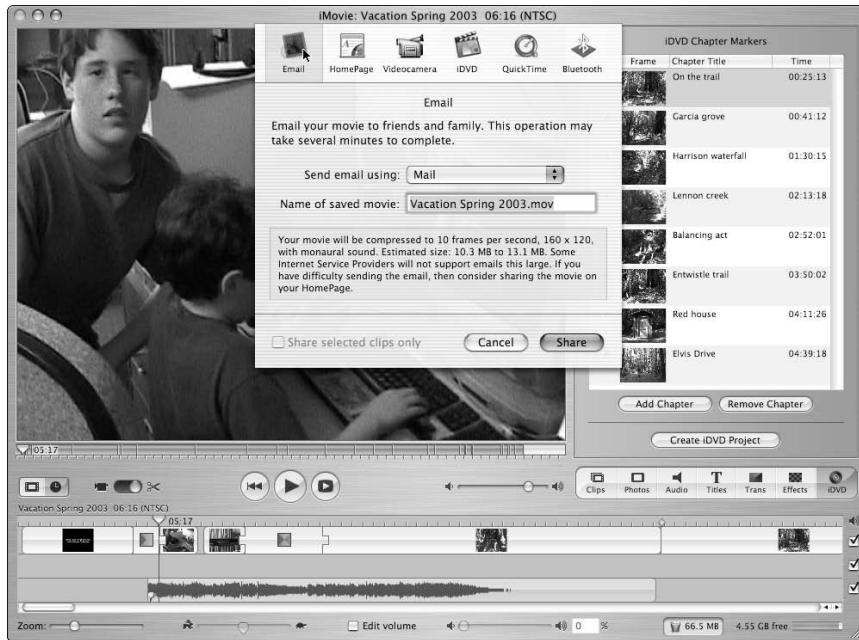 iMovie: Vacation Spring 2003 06:16 (NTSC)
Email
HomePage
Videocamera
iDVD
QuickTime
Bluetooth
Email
Email your movie to friends and family. This operation may
take several minutes to complete.
Send email using: Mail
Name of saved movie: Vacation Spring 2003.mov
Your movie will be compressed to 10 frames per second, 160 x 120,
with monaural sound. Estimated size: 10.3 MB to 13.1 MB. Some
Internet Service Providers will not support emails this large. If you
have difficulty sending the email, then consider sharing the movie on
your HomePage.
Share selected clips only
Cancel
Share
iDVD Chapter Markers
Frame Chapter Title Time
On the trail 00:25:13
Garcia grove 00:41:12
Harrison waterfall 01:30:15
Lennon creek 02:13:18
Balancing act 02:52:01
Entwistle trail 03:50:02
Red house 04:11:26
Elvis Drive 04:39:18
Add Chapter
Remove Chapter
Create iDVD Project
05:17
Clips
Photos
Audio
Titles
Trans
Effects
iDVD
Vacation Spring 2003 06:16 (NTSC)
05:17
Zoom:
Edit volume
0 %
66.5 MB
4.55 GB free